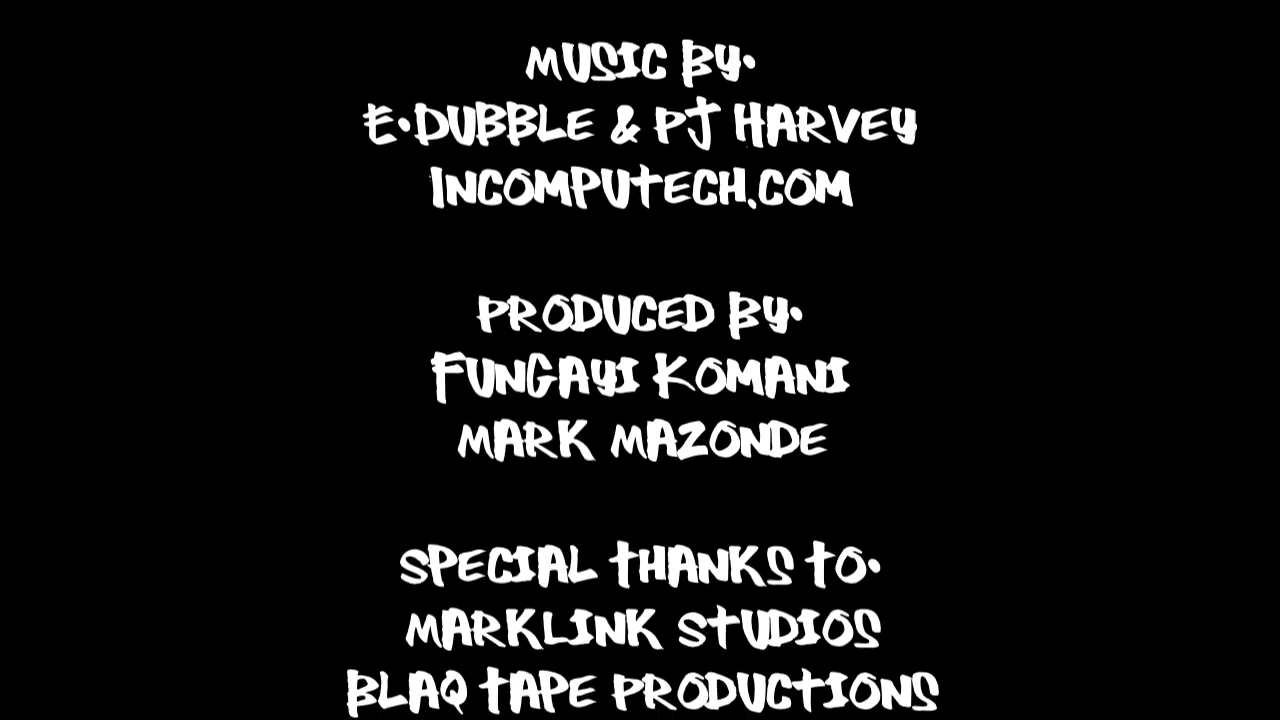 MUSIC BY•
E•DUBBLE & PJ HARVEY
INCOMPUTECH.COM
PRODUCED BY•
FUNGAYI KOMANI
MARK MAZONDE
SPECIAL THANKS TO•
MARKLINK STUDIOS
BLAQ TAPE PRODUCTIONS